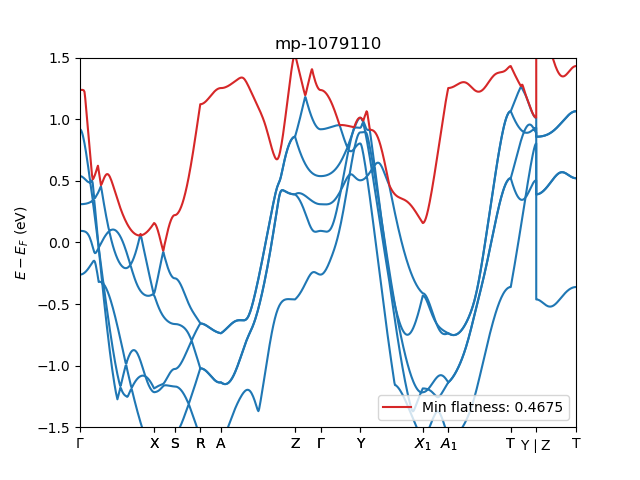 mp-1079110
E − E_F (eV)
1.5
1.0
0.5
0.0
−0.5
−1.0
−1.5
Min flatness: 0.4675
Γ X S R A Z Γ Y X₁ A₁ T Y | Z T